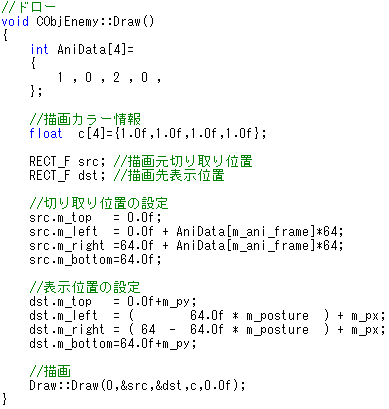 //ドロー
void CObjEnemy::Draw()
{
    int AniData[4]=
    {
        1 , 0 , 2 , 0 ,
    };

    //描画カラー情報
    float  c[4]={1.0f,1.0f,1.0f,1.0f};

    RECT_F src; //描画元切り取り位置
    RECT_F dst; //描画先表示位置

    //切り取り位置の設定
    src.m_top   = 0.0f;
    src.m_left  = 0.0f + AniData[m_ani_frame]*64;
    src.m_right =64.0f + AniData[m_ani_frame]*64;
    src.m_bottom=64.0f;

    //表示位置の設定
    dst.m_top   = 0.0f+m_py;
    dst.m_left  = (       64.0f * m_posture  ) + m_px;
    dst.m_right = ( 64  -  64.0f * m_posture  ) + m_px;
    dst.m_bottom=64.0f+m_py;

    //描画
    Draw::Draw(0,&src,&dst,c,0.0f);
}